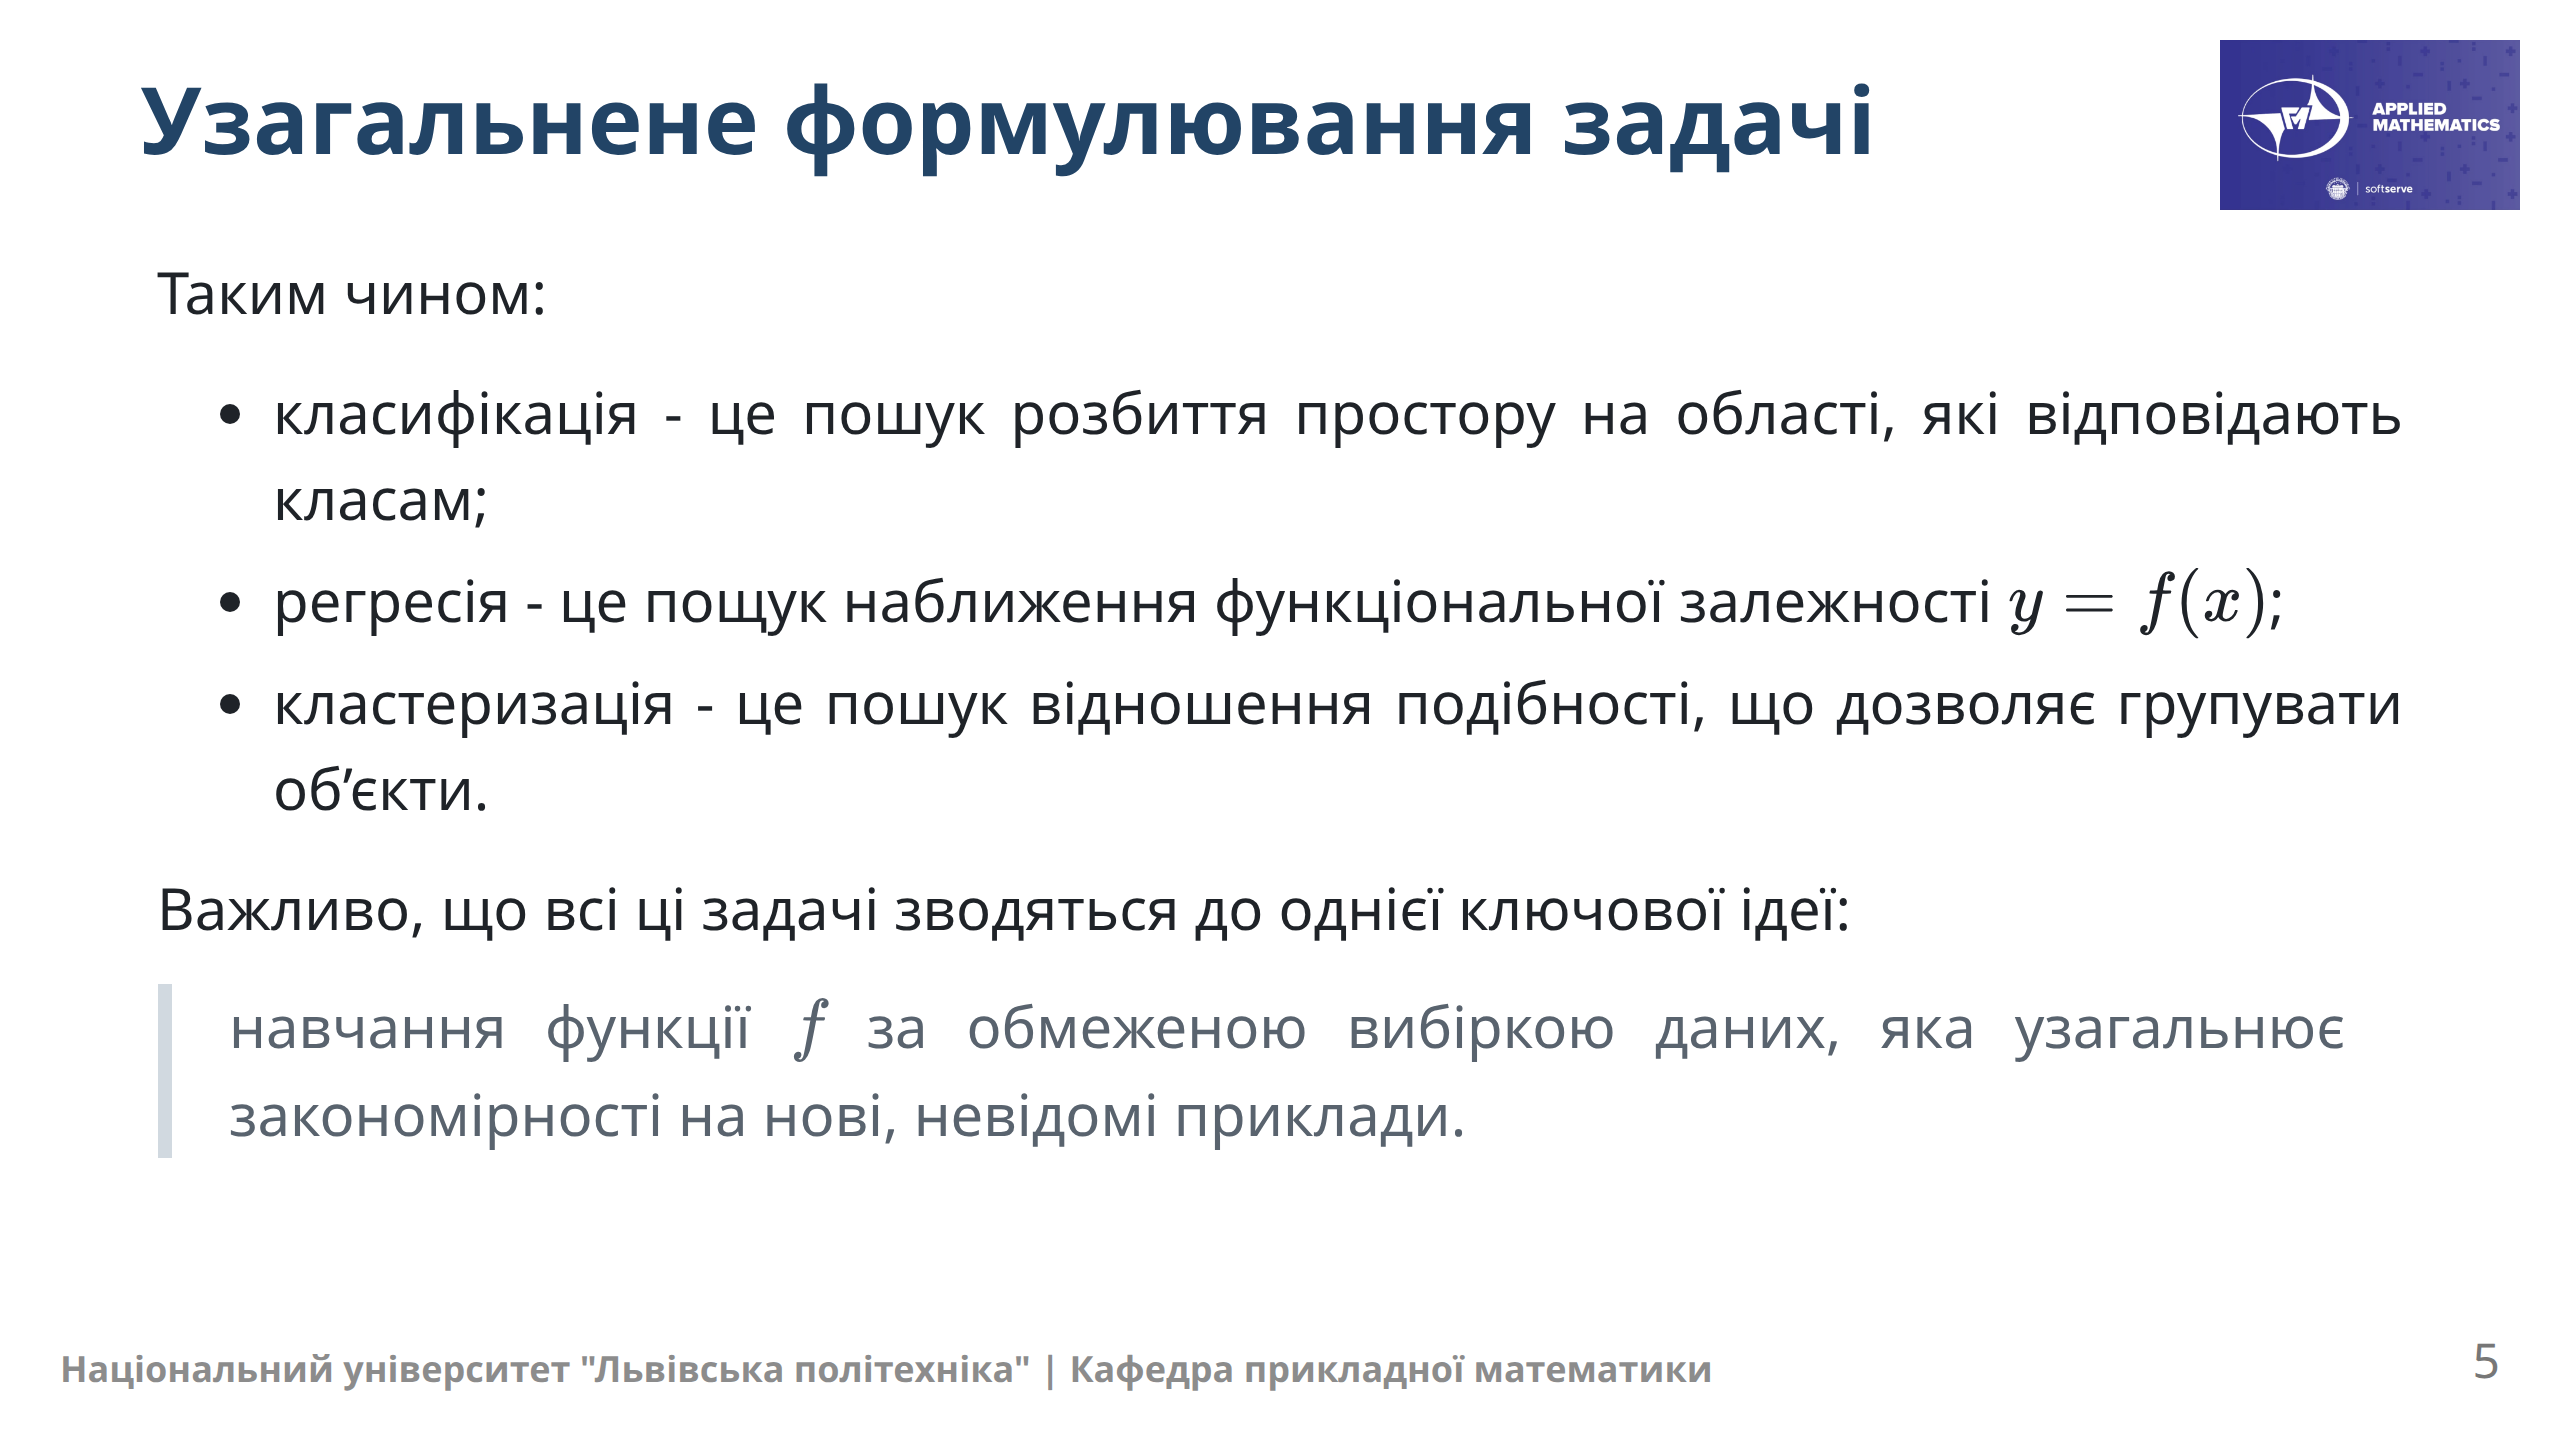 Узагальнене формулювання задачі
APPLIED
MATHEMATICS
softserve
Таким чином:
• класифікація - це пошук розбиття простору на області, які відповідають
класам;
• регресія - це пощук наближення функціональної залежності y = f(x);
• кластеризація - це пошук відношення подібності, що дозволяє групувати
об’єкти.
Важливо, що всі ці задачі зводяться до однієї ключової ідеї:
навчання функції f за обмеженою вибіркою даних, яка узагальнює
закономірності на нові, невідомі приклади.
Національний університет "Львівська політехніка" | Кафедра прикладної математики
5